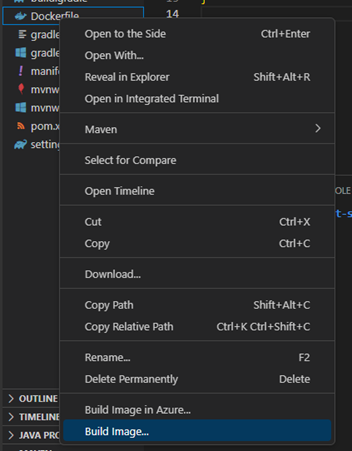 Dockerfile
14
gradle
gradle
manife
mvnw
mvnw
pom.x
setting
OUTLINE
TIMELINE
JAVA PRO
OLE
t-s
Open to the Side Ctrl+Enter
Open With...
Reveal in Explorer Shift+Alt+R
Open in Integrated Terminal
Maven
Select for Compare
Open Timeline
Cut Ctrl+X
Copy Ctrl+C
Download...
Copy Path Shift+Alt+C
Copy Relative Path Ctrl+K Ctrl+Shift+C
Rename... F2
Delete Permanently Delete
Build Image in Azure...
Build Image...